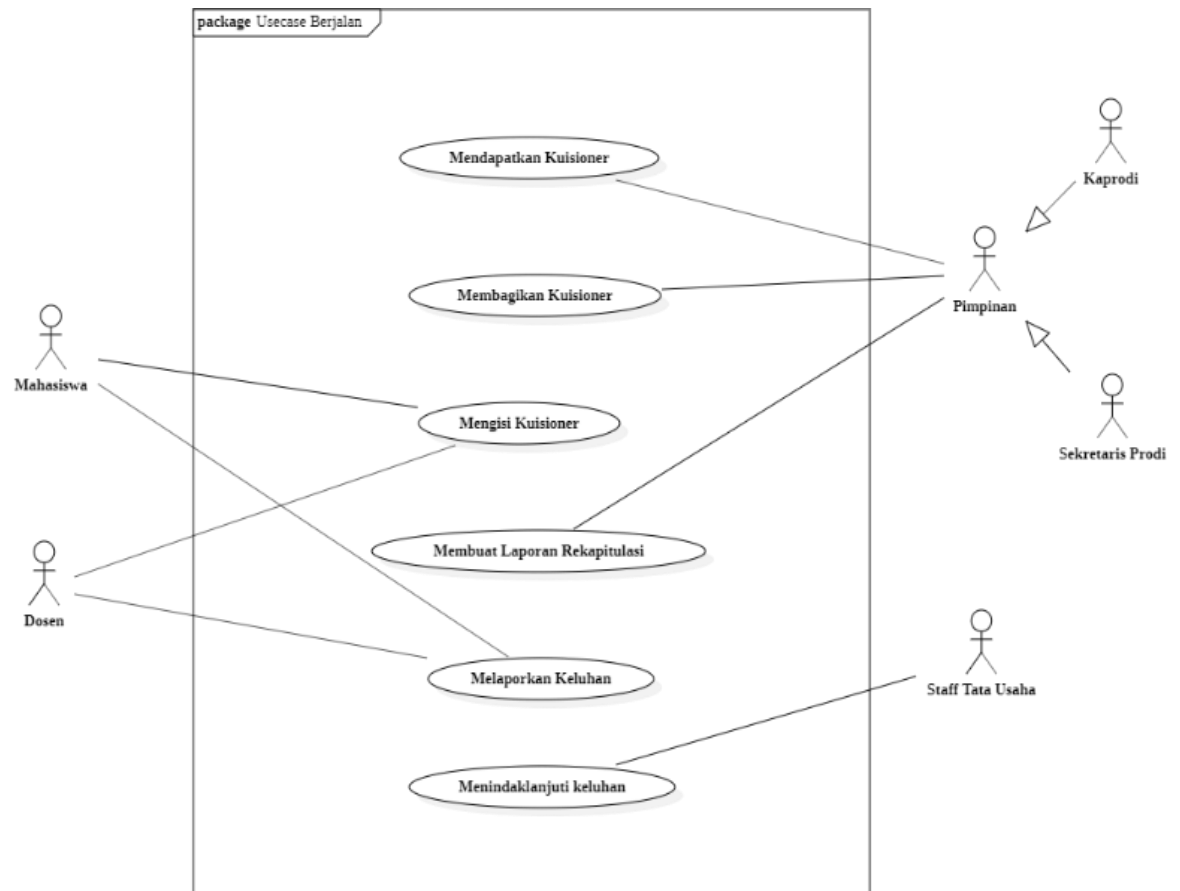 package Usecase Berjalan
Mendapatkan Kuisioner
Kaprodi
Membagikan Kuisioner
Pimpinan
Mahasiswa
Mengisi Kuisioner
Sekretaris Prodi
Membuat Laporan Rekapitulasi
Dosen
Melaporkan Keluhan
Staff Tata Usaha
Menindaklanjuti keluhan